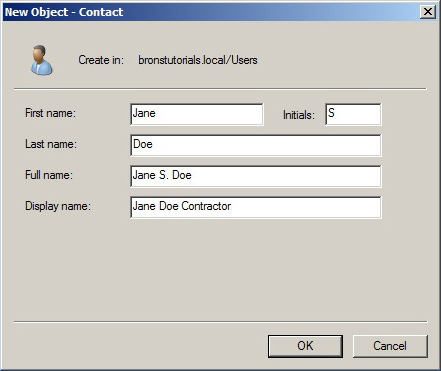 New Object - Contact
Create in: bronstutorials.local/Users
First name: Jane Initials: S
Last name: Doe
Full name: Jane S. Doe
Display name: Jane Doe Contractor
OK Cancel